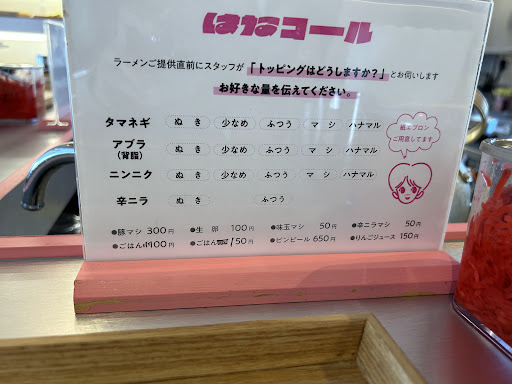 はなコール
ラーメンご提供直前にスタッフが「トッピングはどうしますか？」とお伺いします
お好きな量を伝えてください。
タマネギ ぬき 少なめ ふつう マシ ハナマル
アブラ(背脂) ぬき 少なめ ふつう マシ ハナマル
ニンニク ぬき 少なめ ふつう マシ ハナマル
辛ニラ ぬき ふつう
紙エプロン
ご用意してます
●豚マシ 300円 ●生卵 100円 ●味玉マシ 50円 ●辛ニラマシ 50円
●ごはん小100円 ●ごはん 150円 ●ビンビール 650円 ●りんごジュース 150円